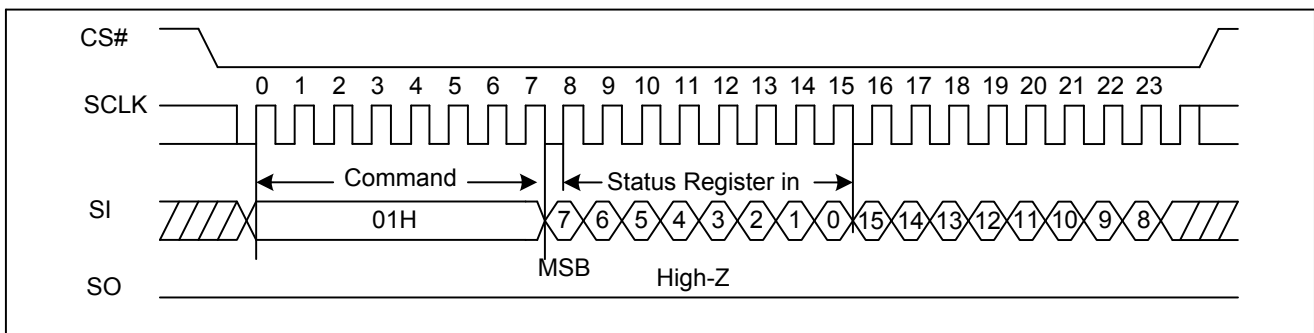 CS#
0 1 2 3 4 5 6 7 8 9 10 11 12 13 14 15 16 17 18 19 20 21 22 23
SCLK
Command Status Register in
SI 01H 7 6 5 4 3 2 1 0 15 14 13 12 11 10 9 8
MSB High-Z
SO